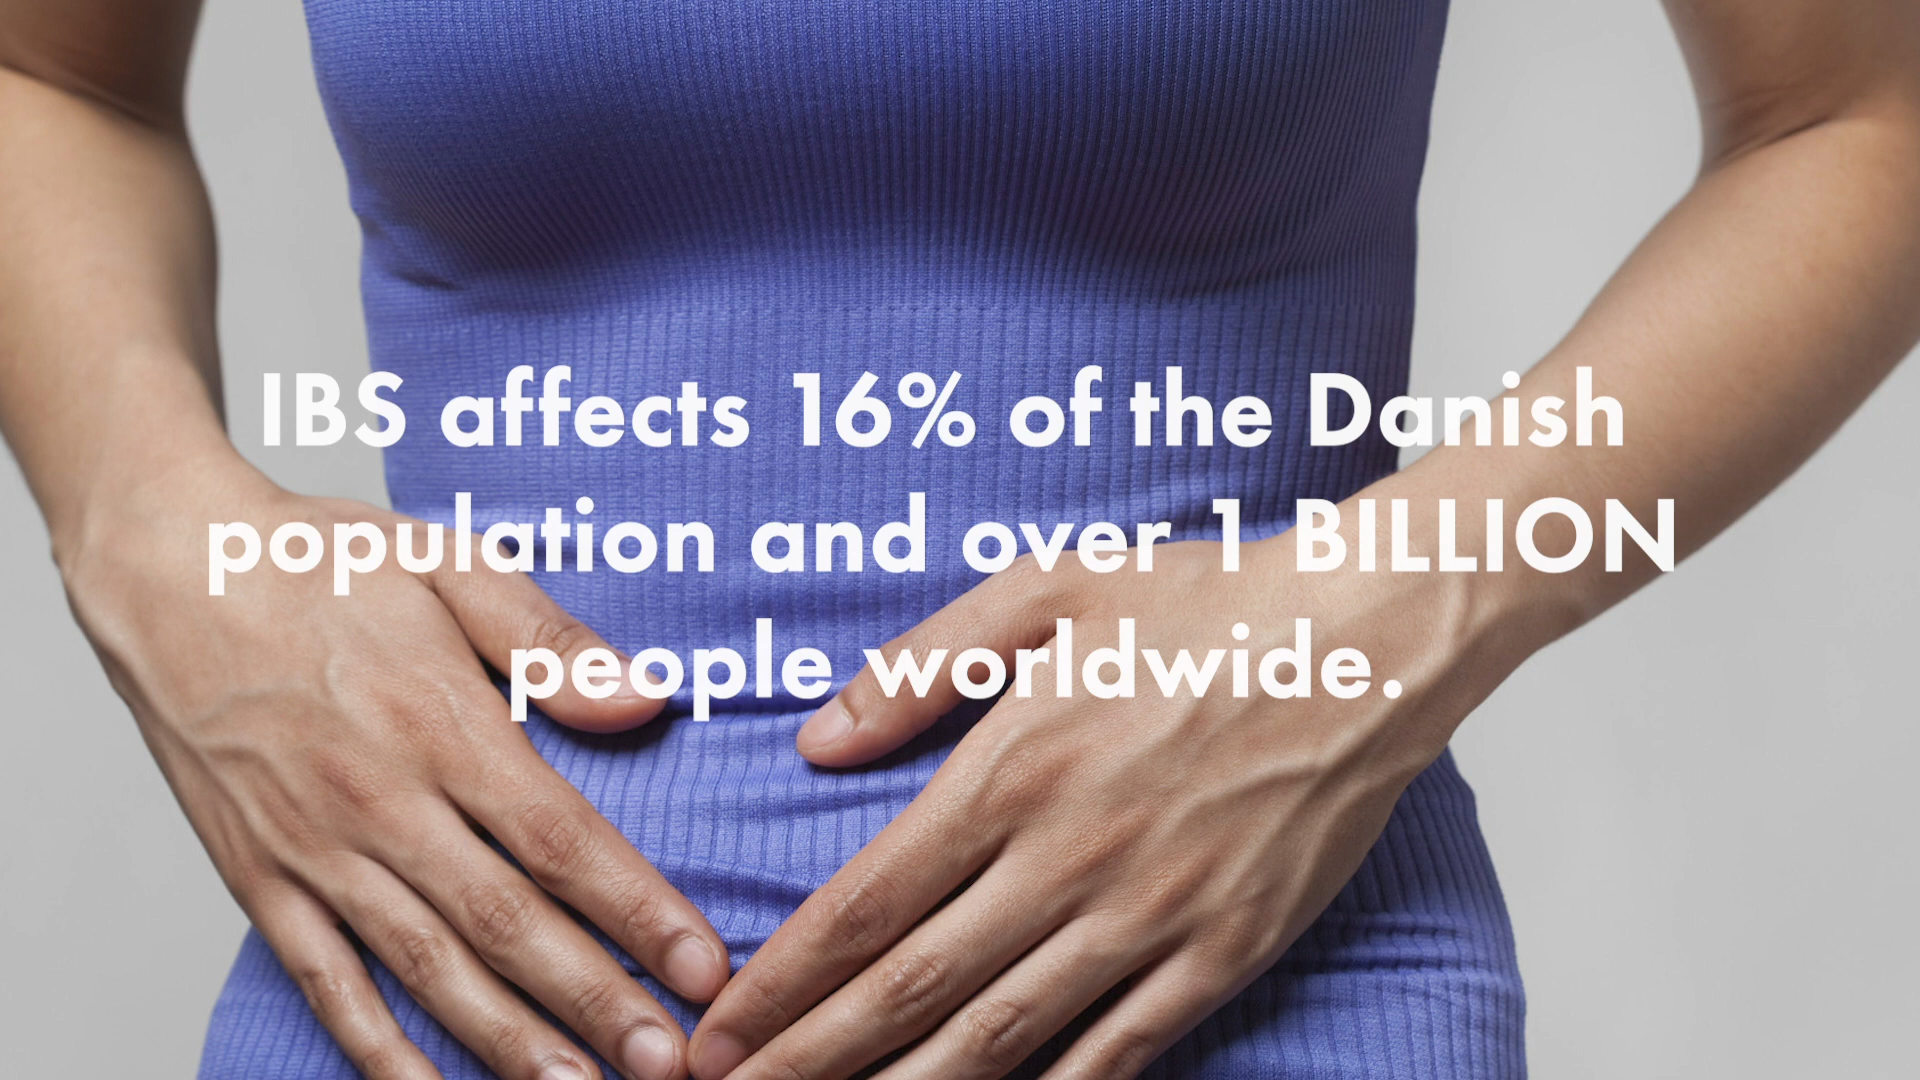 IBS affects 16% of the Danish
population and over 1 BILLION
people worldwide.